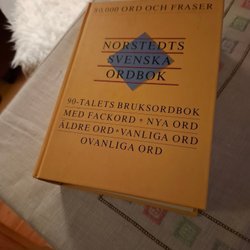 80.000 ORD OCH FRASER
NORSTEDTS
SVENSKA
ORDBOK
90-TALETS BRUKSORDBOK
MED FACKORD • NYA ORD
ÄLDRE ORD • VANLIGA ORD
OVANLIGA ORD